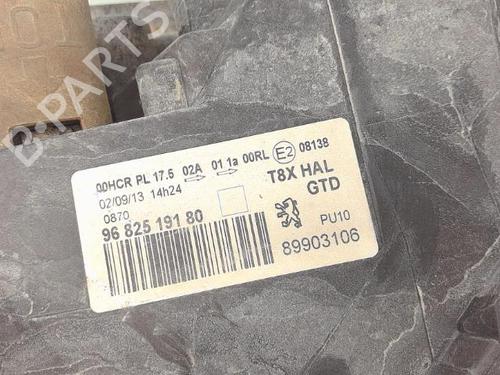 B-PARTS
00HCR PL 17.5 02A 01 1a 00RL E2 08138
02/09/13 14h24
0870
96 825 191 80
T8X HAL
GTD
PU10
89903106